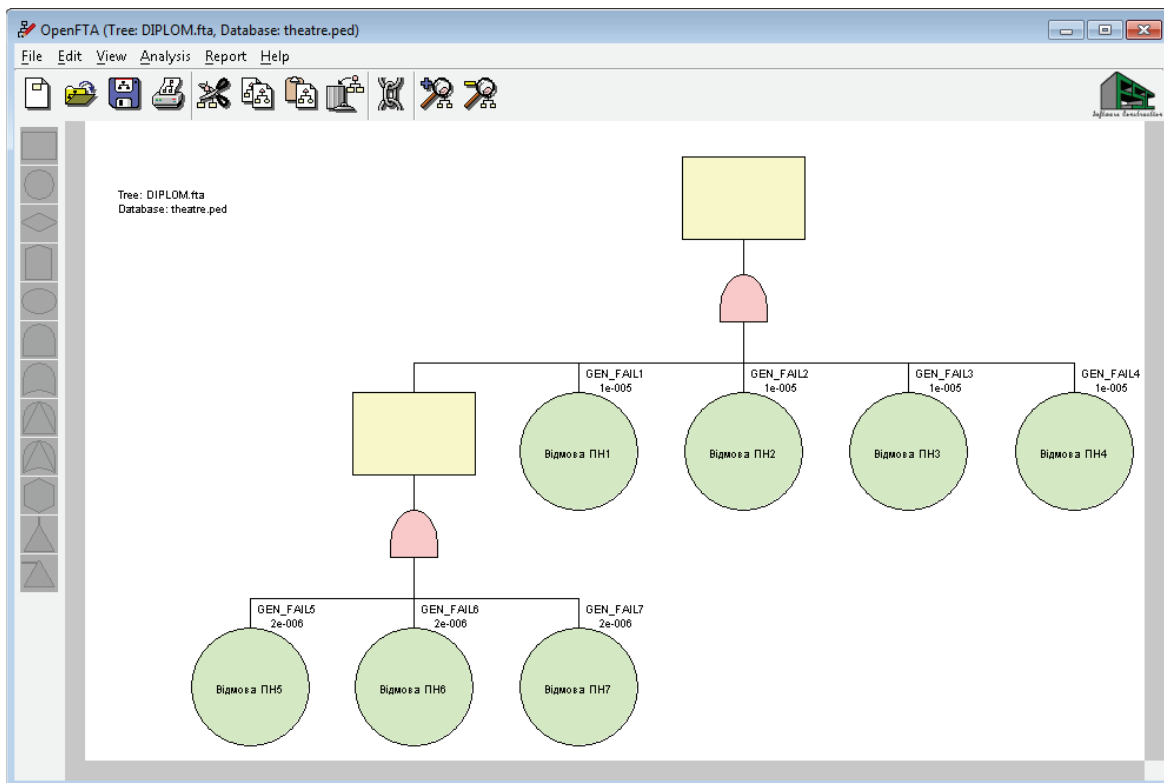 OpenFTA (Tree: DIPLOM.fta, Database: theatre.ped)
File Edit View Analysis Report Help
Software Construction
Tree: DIPLOM.fta
Database: theatre.ped
GEN_FAIL1
1e-005
GEN_FAIL2
1e-005
GEN_FAIL3
1e-005
GEN_FAIL4
1e-005
Відмова ПН1
Відмова ПН2
Відмова ПН3
Відмова ПН4
GEN_FAIL5
2e-006
GEN_FAIL6
2e-006
GEN_FAIL7
2e-006
Відмова ПН5
Відмова ПН6
Відмова ПН7